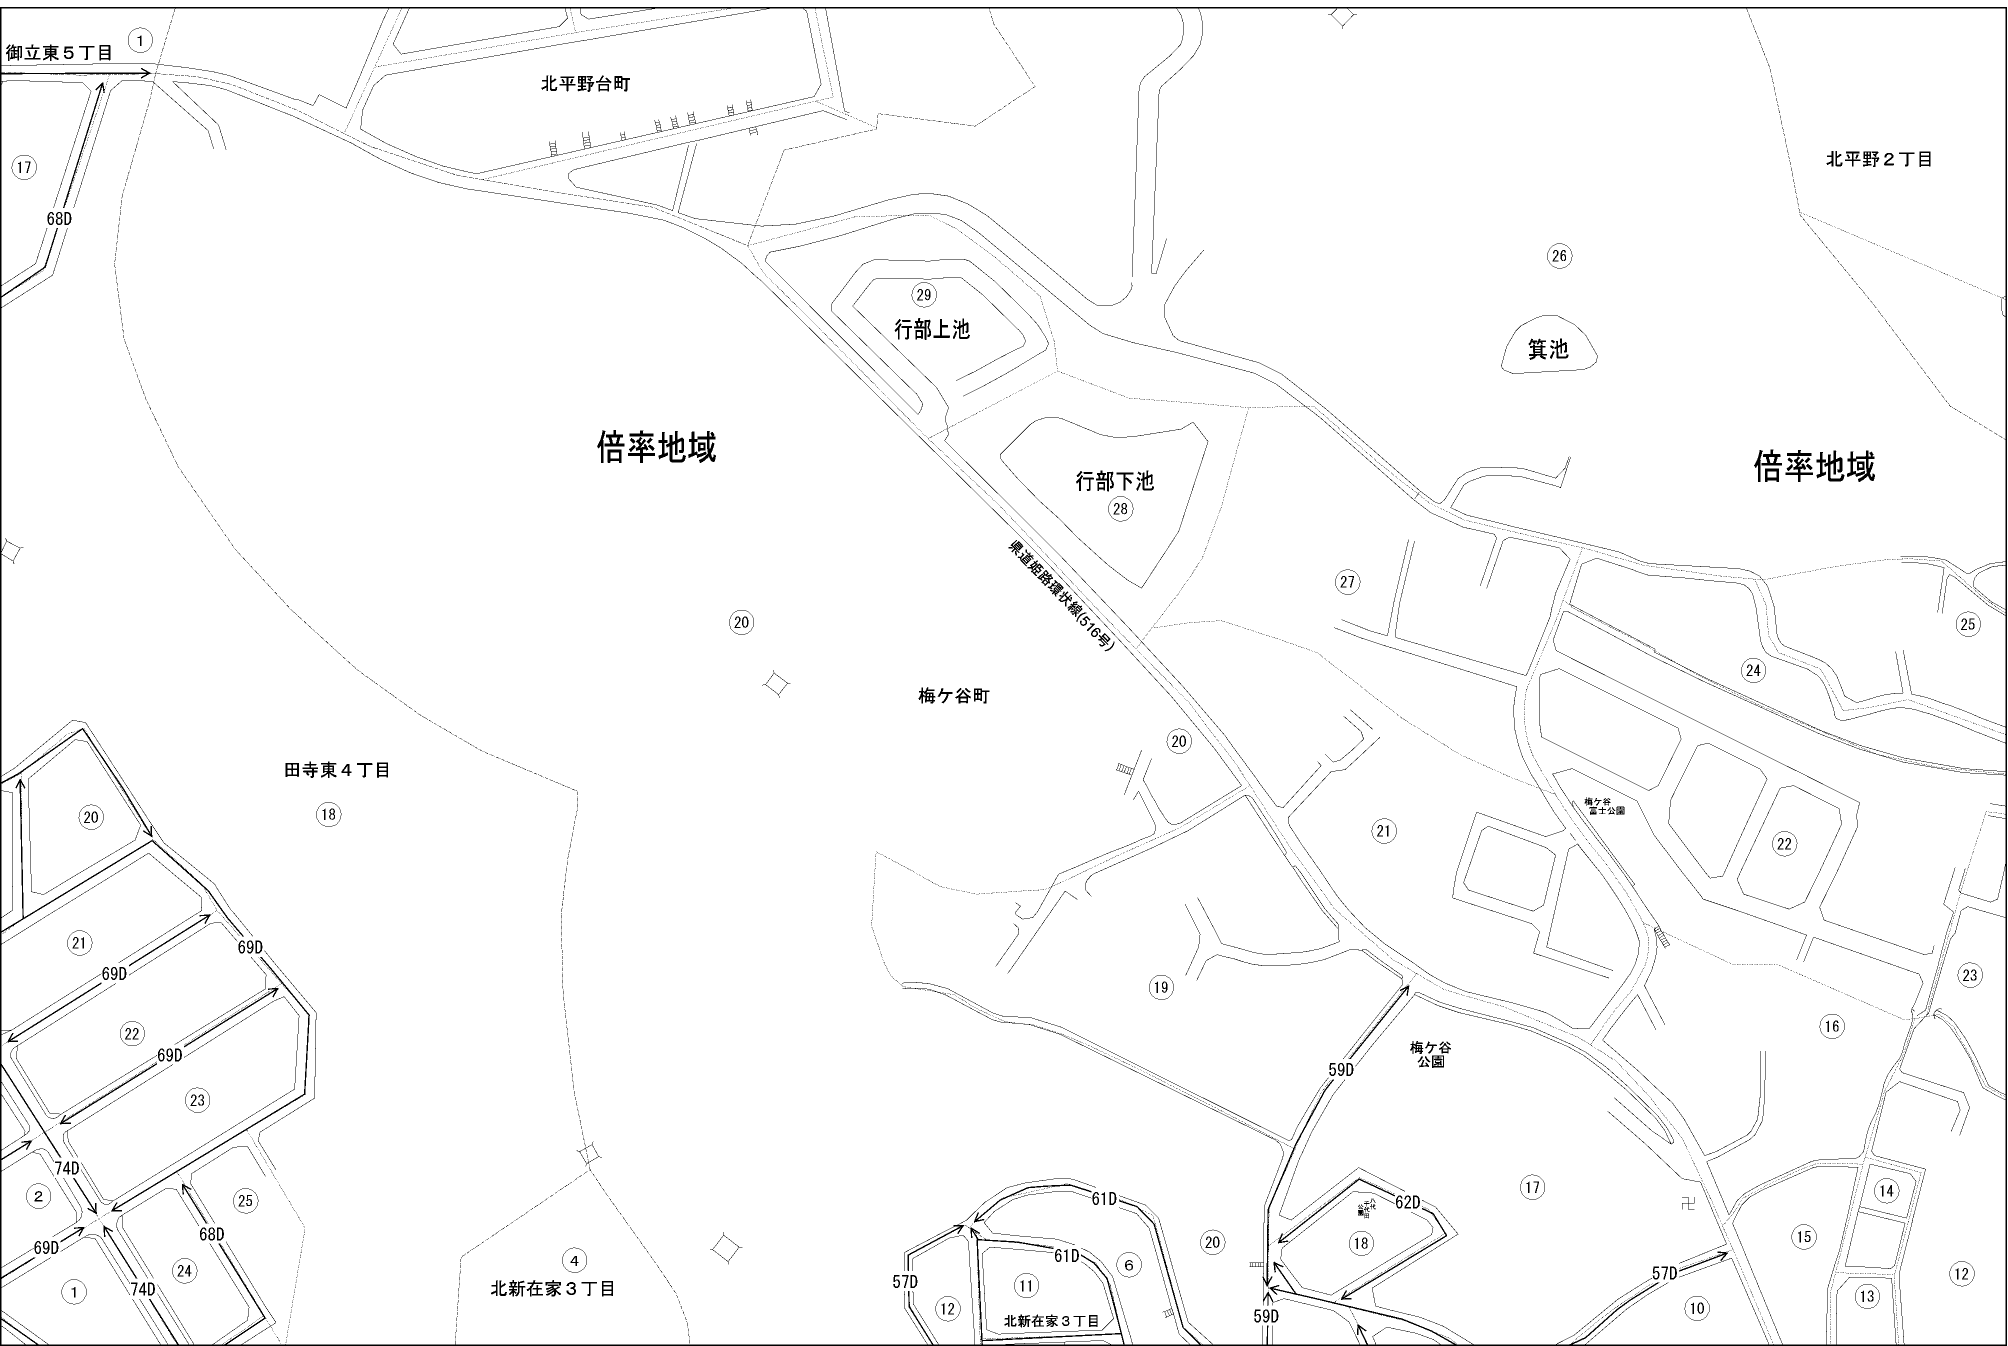 ①
御立東５丁目
北平野台町
北平野２丁目
⑰
68D
㉖
㉙
行部上池
箕池
倍率地域
倍率地域
行部下池
㉘
県道姫路環状線(516号)
㉗
⑳
㉕
㉔
梅ケ谷町
⑳
田寺東４丁目
⑱
⑳
梅ケ谷
富士公園
㉑
㉒
㉑
69D
69D
⑲
㉓
㉒
69D
⑯
梅ケ谷
公園
59D
㉓
74D
②
㉕
61D
62D
⑰
⑭
68D
69D
⑳
⑱
⑮
61D
④
⑥
57D
57D
⑪
㉔
74D
①
北新在家３丁目
⑫
北新在家３丁目
59D
⑩
⑬
⑫